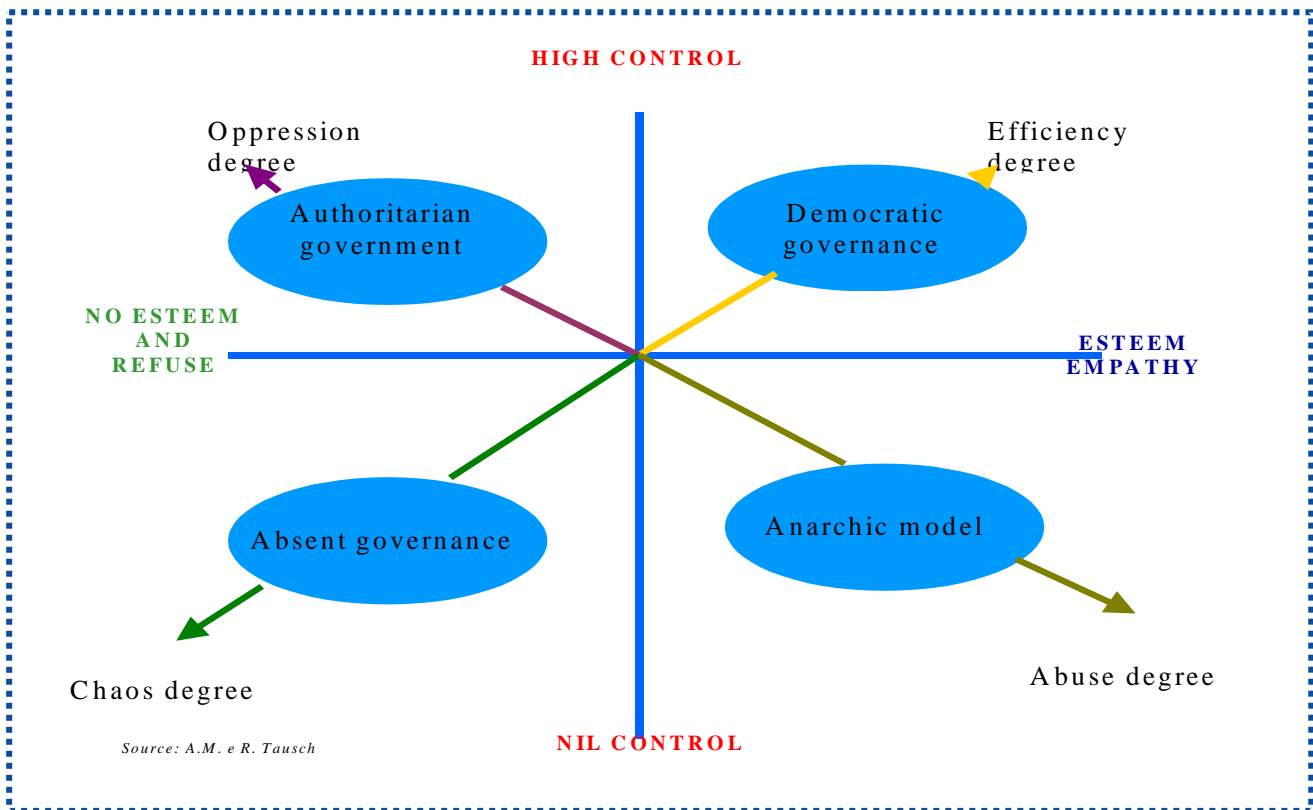 HIGH CONTROL
Oppression
degree
Efficiency
degree
Authoritarian
government
Democratic
governance
NO ESTEEM
AND
REFUSE
ESTEEM
EMPATHY
Absent governance
Anarchic model
Chaos degree
Abuse degree
Source: A.M. e R. Tausch
NIL CONTROL